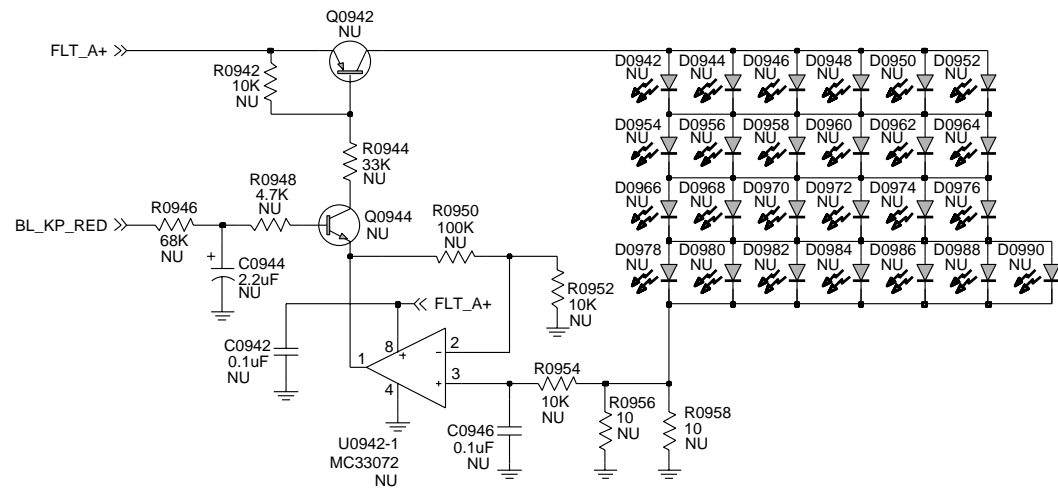 Q0942
NU
FLT_A+
R0942
10K
NU
D0942
NU
D0944
NU
D0946
NU
D0948
NU
D0950
NU
D0952
NU
D0954
NU
D0956
NU
D0958
NU
D0960
NU
D0962
NU
D0964
NU
R0944
33K
NU
R0948
4.7K
NU
R0946
68K
NU
BL_KP_RED
Q0944
NU
R0950
100K
NU
D0966
NU
D0968
NU
D0970
NU
D0972
NU
D0974
NU
D0976
NU
D0978
NU
D0980
NU
D0982
NU
D0984
NU
D0986
NU
D0988
NU
D0990
NU
+
C0944
2.2uF
NU
R0952
10K
NU
FLT_A+
C0942
0.1uF
NU
8
+
1
4
2
-
3
+
R0954
10K
NU
R0956
10
NU
R0958
10
NU
C0946
0.1uF
NU
U0942-1
MC33072
NU